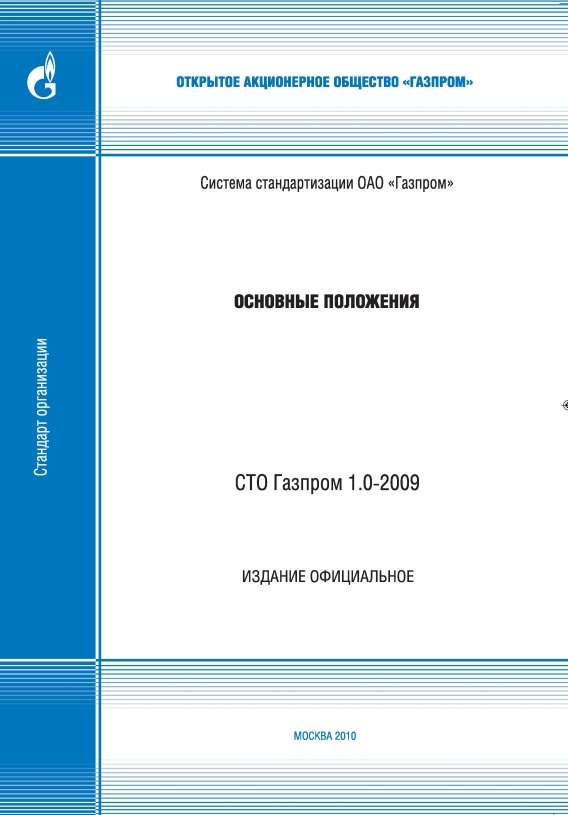 ОТКРЫТОЕ АКЦИОНЕРНОЕ ОБЩЕСТВО «ГАЗПРОМ»
Система стандартизации ОАО «Газпром»
ОСНОВНЫЕ ПОЛОЖЕНИЯ
Стандарт организации
СТО Газпром 1.0-2009
ИЗДАНИЕ ОФИЦИАЛЬНОЕ
МОСКВА 2010